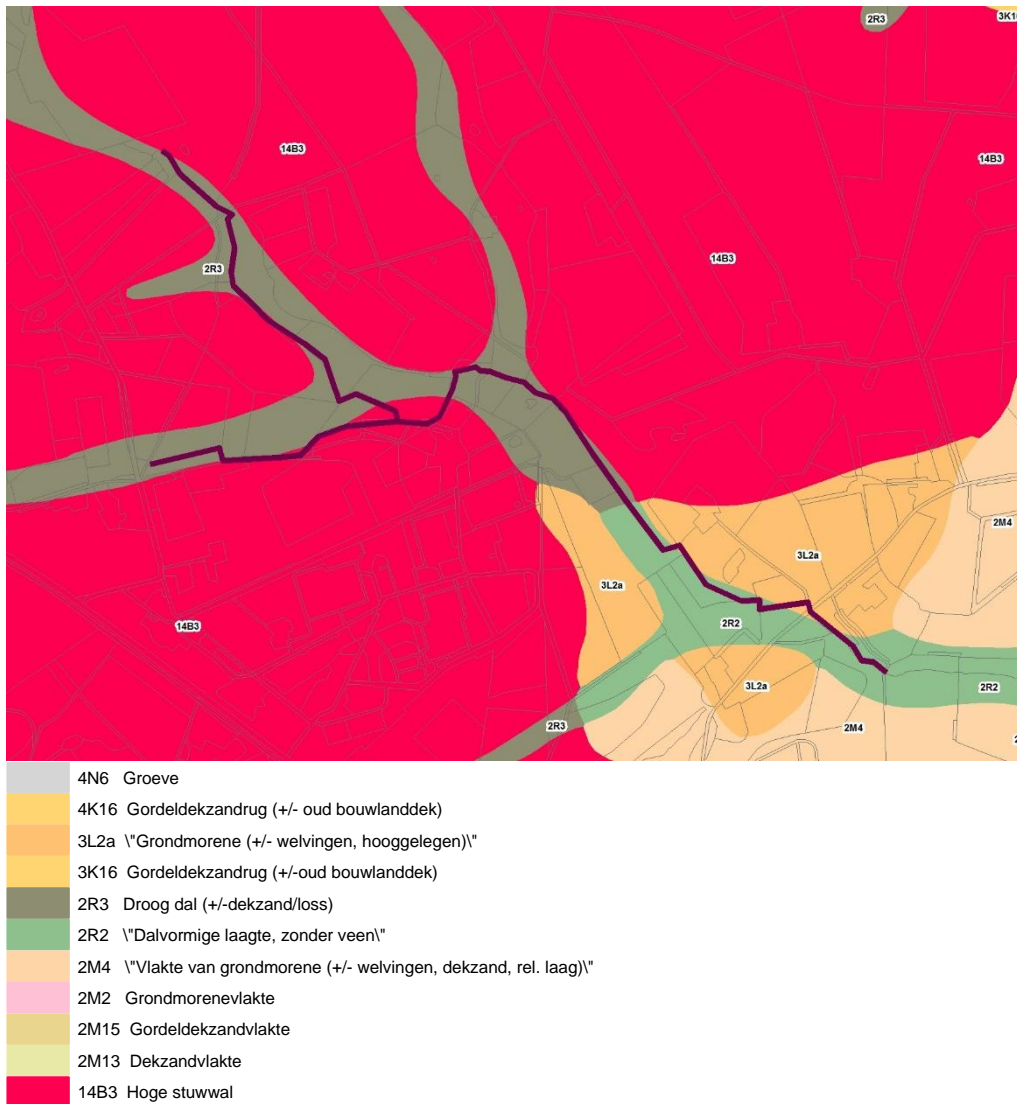 2R3
3K16
14B3
14B3
14B3
2R3
2M4
3L2a
3L2a
2R2
14B3
3L2a
2R2
2R3
2M4
4N6 Groeve
4K16 Gordeldekzandrug (+/- oud bouwlanddek)
3L2a \"Grondmorene (+/- welvingen, hooggelegen)\"
3K16 Gordeldekzandrug (+/-oud bouwlanddek)
2R3 Droog dal (+/-dekzand/loss)
2R2 \"Dalvormige laagte, zonder veen\"
2M4 \"Vlakte van grondmorene (+/- welvingen, dekzand, rel. laag)\"
2M2 Grondmorenevlakte
2M15 Gordeldekzandvlakte
2M13 Dekzandvlakte
14B3 Hoge stuwwal